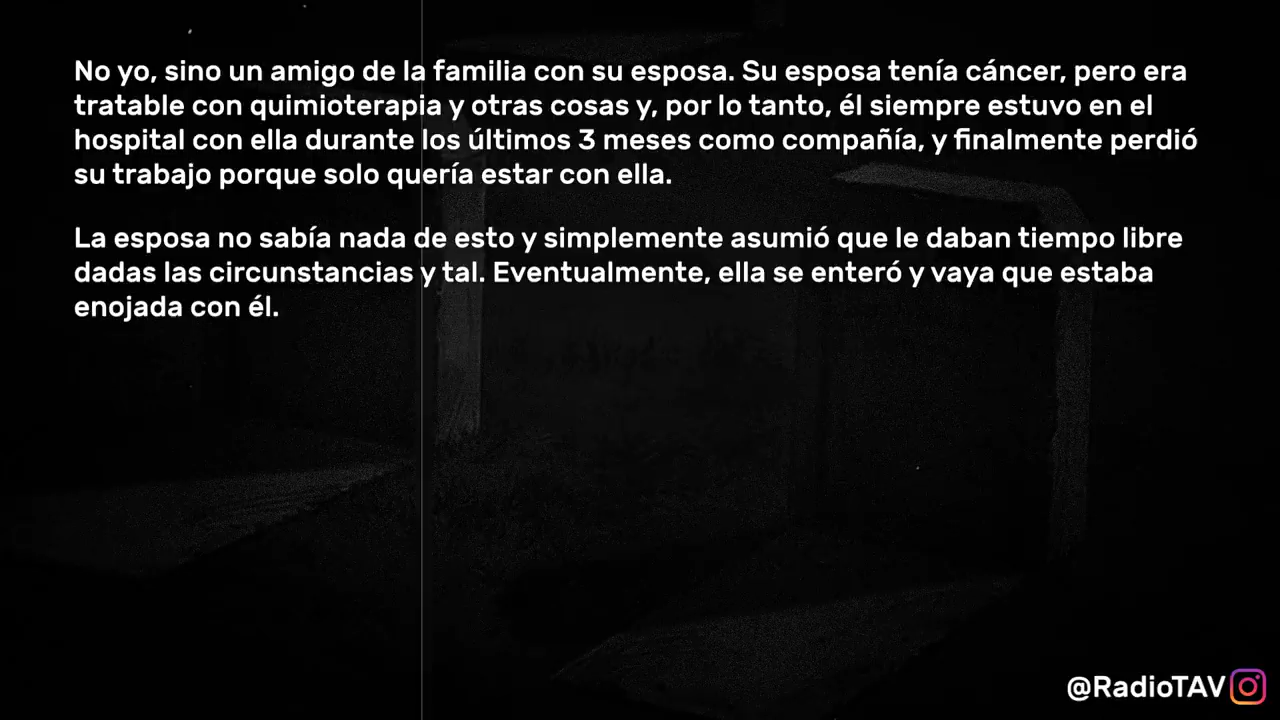 No yo, sino un amigo de la familia con su esposa. Su esposa tenía cáncer, pero era
tratable con quimioterapia y otras cosas y, por lo tanto, él siempre estuvo en el
hospital con ella durante los últimos 3 meses como compañía, y finalmente perdió
su trabajo porque solo quería estar con ella.
La esposa no sabía nada de esto y simplemente asumió que le daban tiempo libre
dadas las circunstancias y tal. Eventualmente, ella se enteró y vaya que estaba
enojada con él.
@RadioTAV